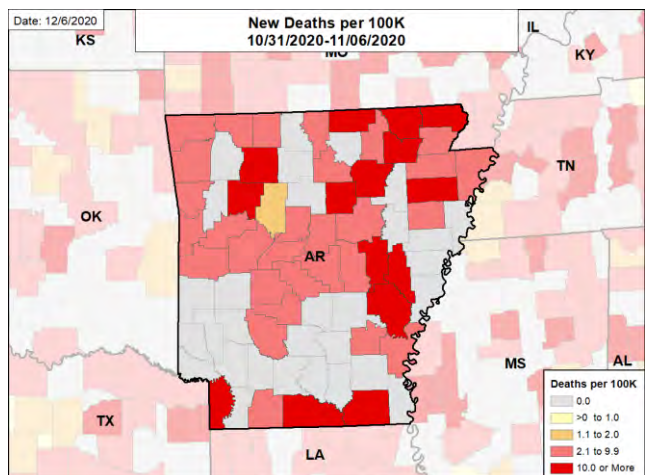 Date: 12/6/2020
New Deaths per 100K
10/31/2020-11/06/2020
KS
MO
IL
KY
OK
AR
TN
MS
AL
TX
LA
Deaths per 100K
0.0
>0 to 1.0
1.1 to 2.0
2.1 to 9.9
10.0 or More